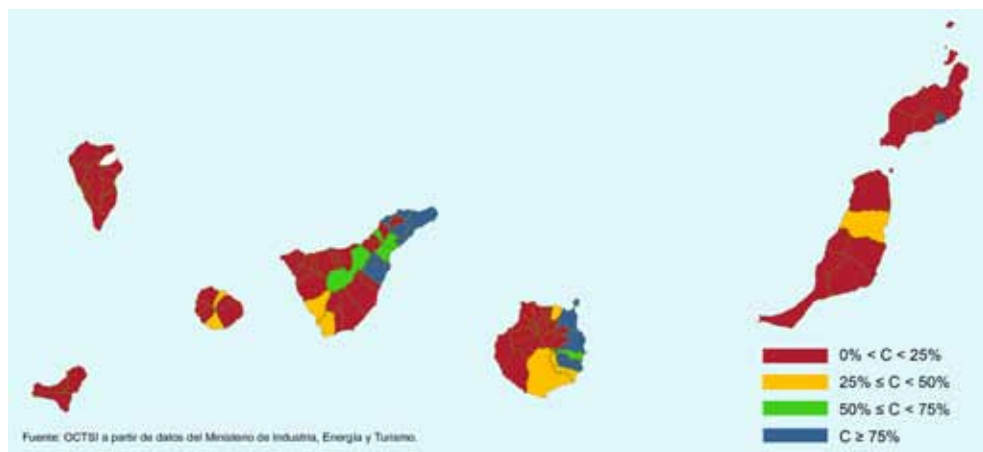 0% < C < 25%
25% ≤ C < 50%
50% ≤ C < 75%
C ≥ 75%
Fuente: OCTSI a partir de datos del Ministerio de Industria, Energía y Turismo.